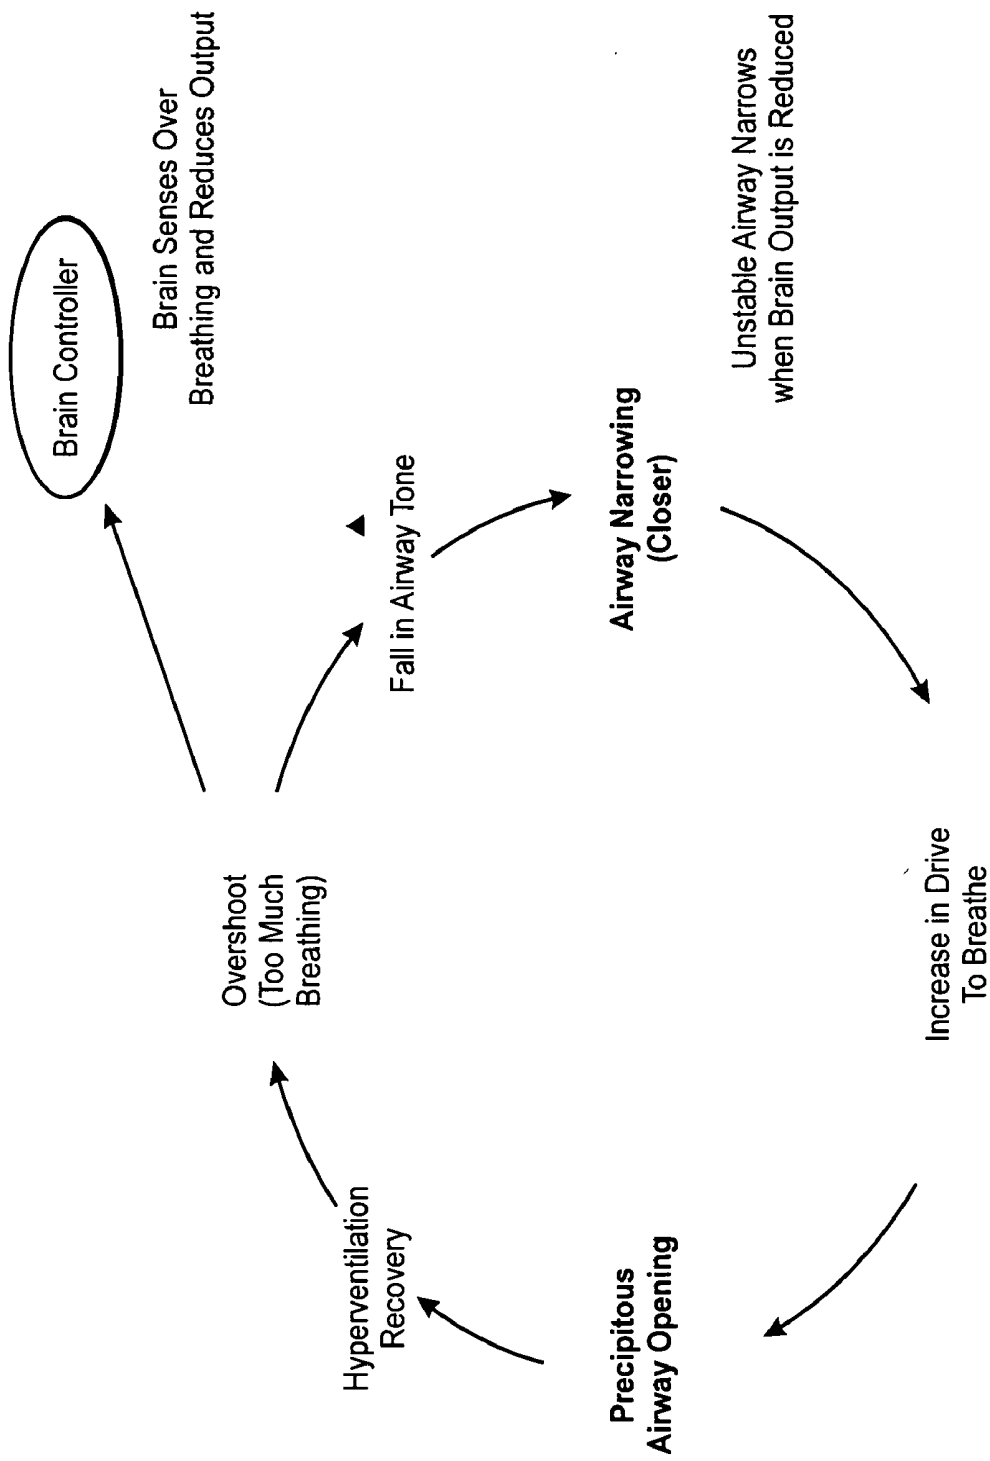 Brain Controller
Brain Senses Over
Breathing and Reduces Output
Overshoot
(Too Much
Breathing)
Fall in Airway Tone
Hyperventilation
Recovery
Airway Narrowing
(Closer)
Unstable Airway Narrows
when Brain Output is Reduced
Precipitous
Airway Opening
Increase in Drive
To Breathe